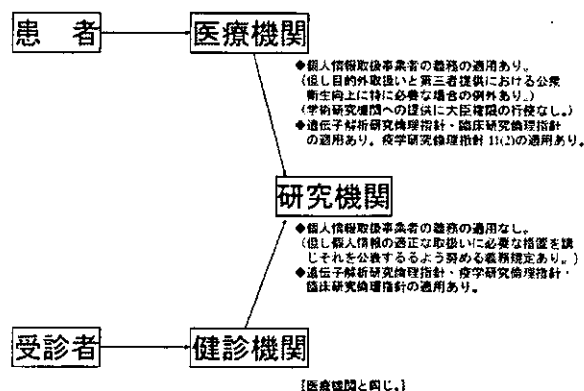 患　者
医療機関
◆個人情報取扱事業者の義務の適用あり。
(但し目的外取扱いと第三者提供における公衆
衛生向上に特に必要な場合の例外あり。)
(学術研究機関への提供に大臣権限の行使なし。)
◆遺伝子解析研究倫理指針・臨床研究倫理指針
の適用あり。疫学研究倫理指針 11(2)の適用あり。
研究機関
◆個人情報取扱事業者の義務の適用なし。
(但し個人情報の適正な取扱いに必要な措置を講
じそれを公表するるよう努める義務規定あり。)
◆遺伝子解析研究倫理指針・疫学研究倫理指針・
臨床研究倫理指針の適用あり。
受診者
健診機関
[医療機関と同じ。]